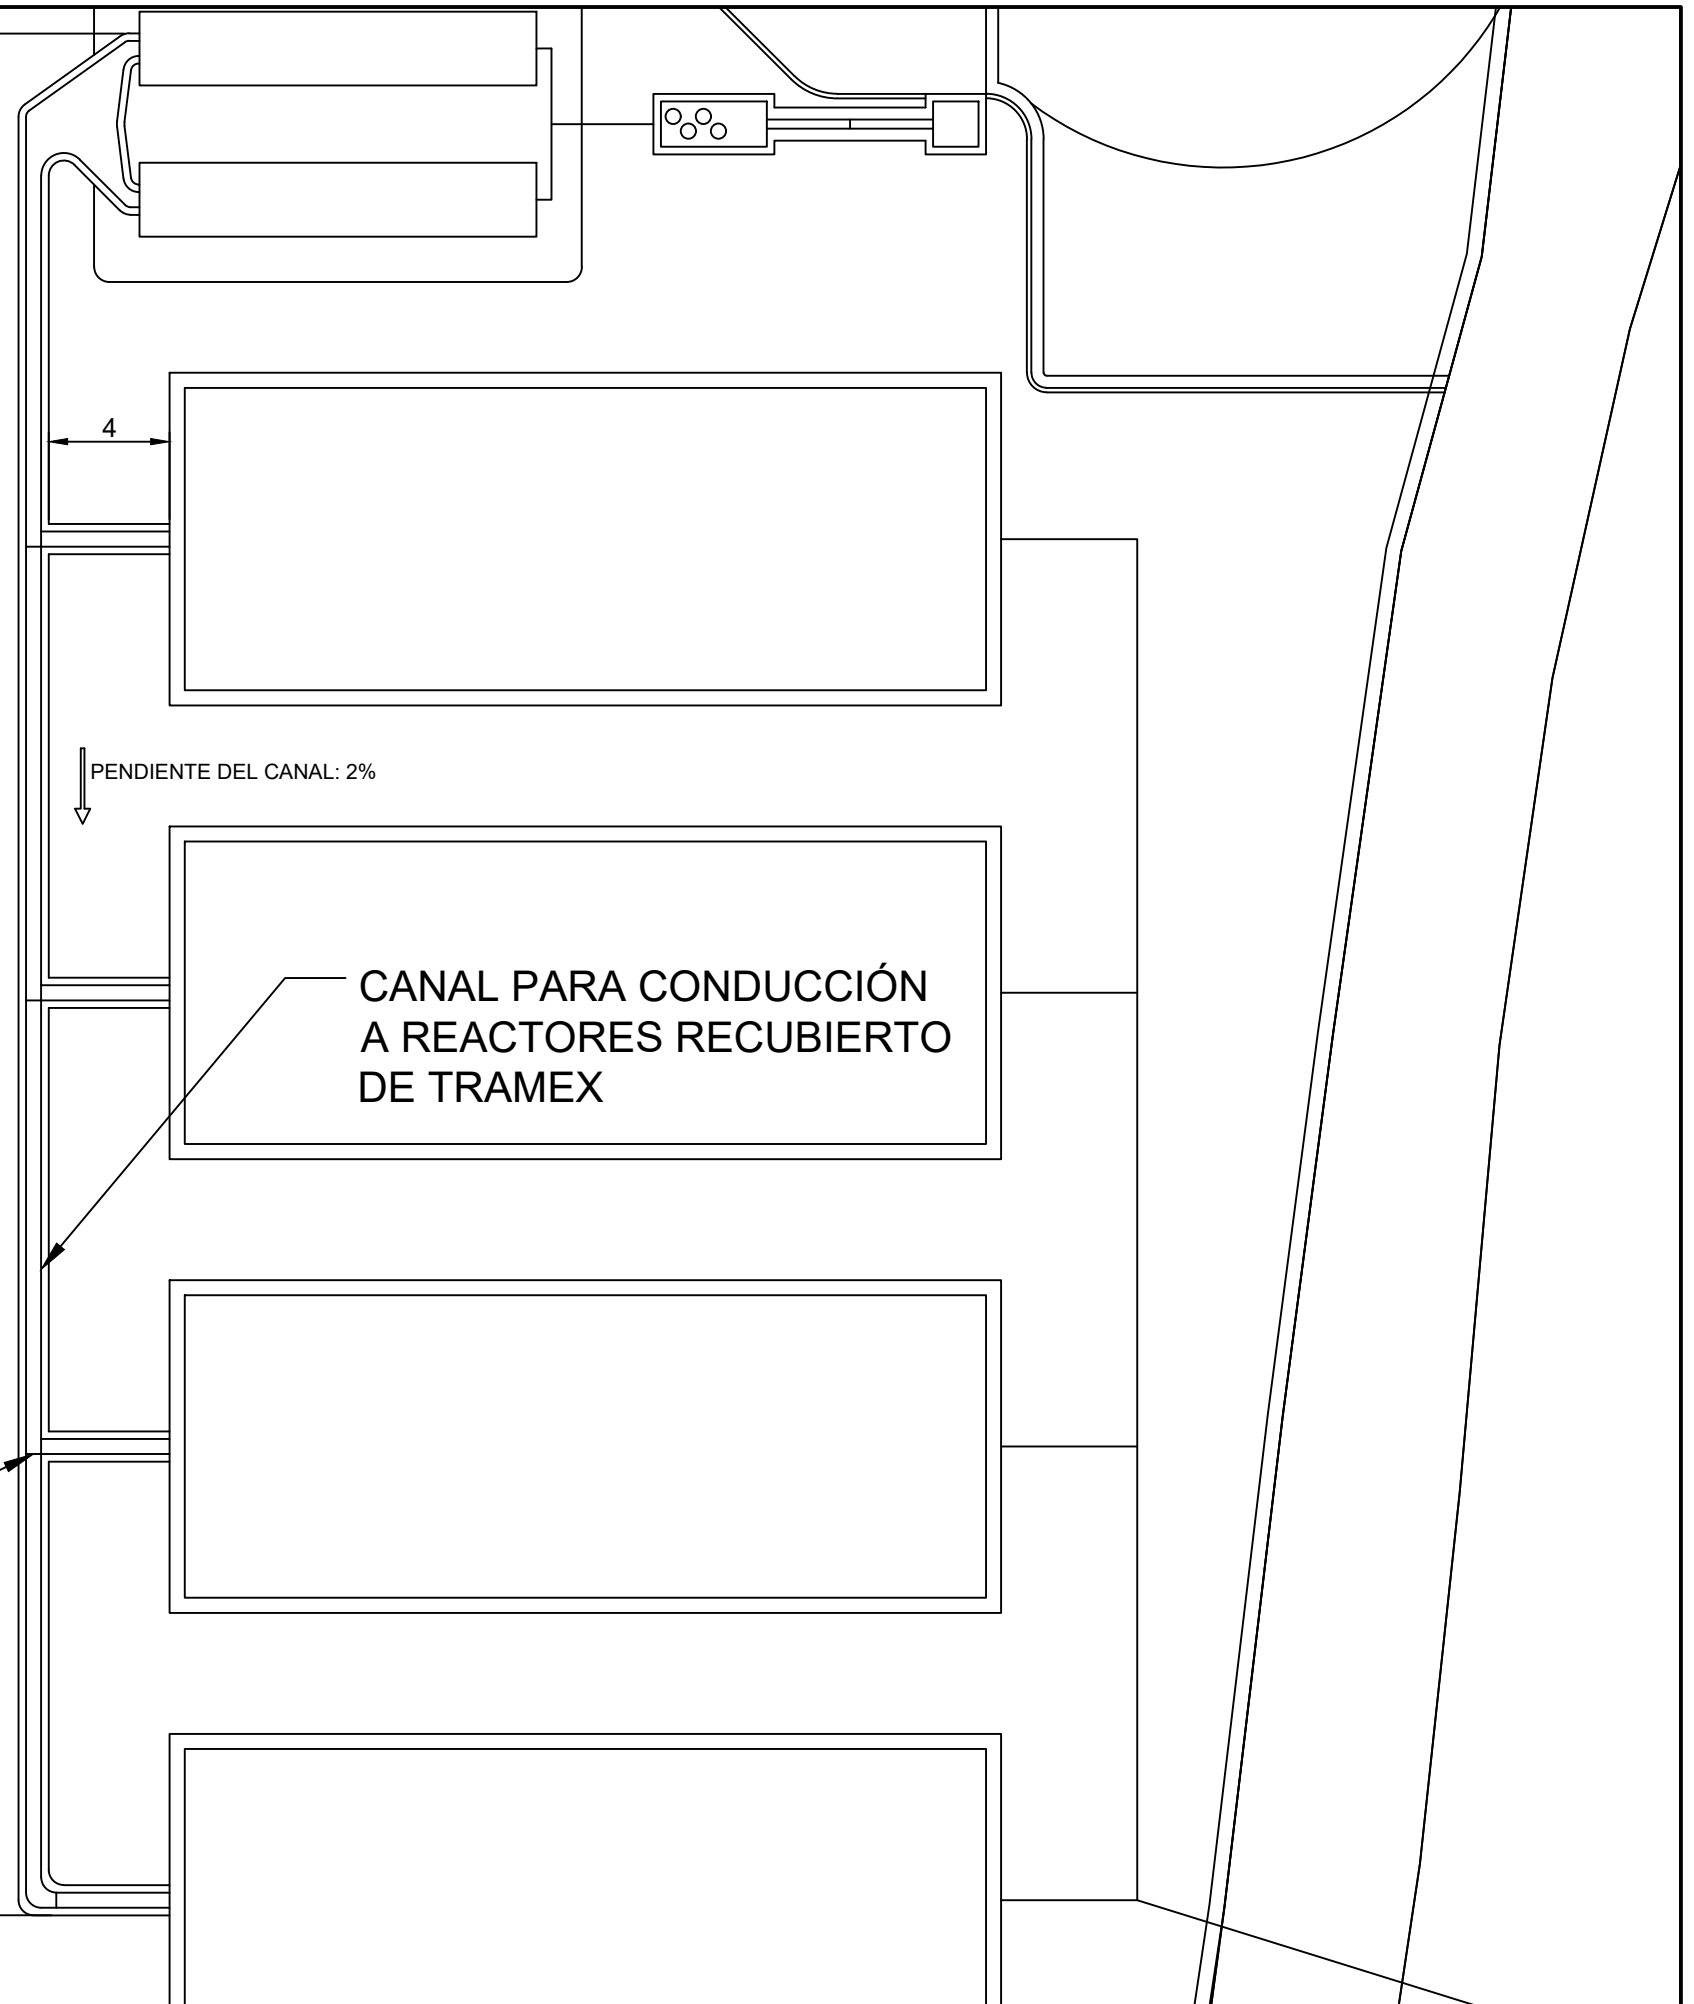 4
PENDIENTE DEL CANAL: 2%
CANAL PARA CONDUCCIÓN
A REACTORES RECUBIERTO
DE TRAMEX